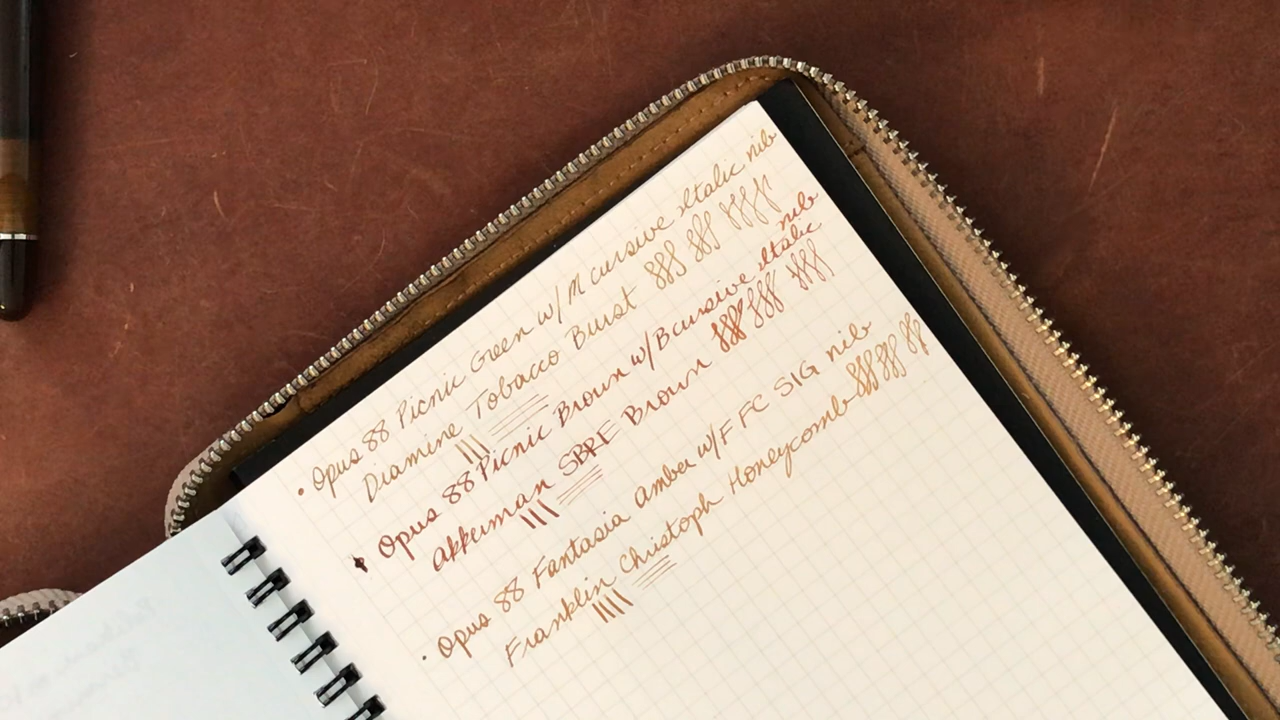 • Opus 88 Picnic Green w/ M cursive italic nib
Diamine Tobacco Burst
• Opus 88 Picnic Brown w/ B cursive italic nib
Akkerman SBRE Brown
• Opus 88 Fantasia amber w/ F FC SIG nib
Franklin Christoph Honeycomb